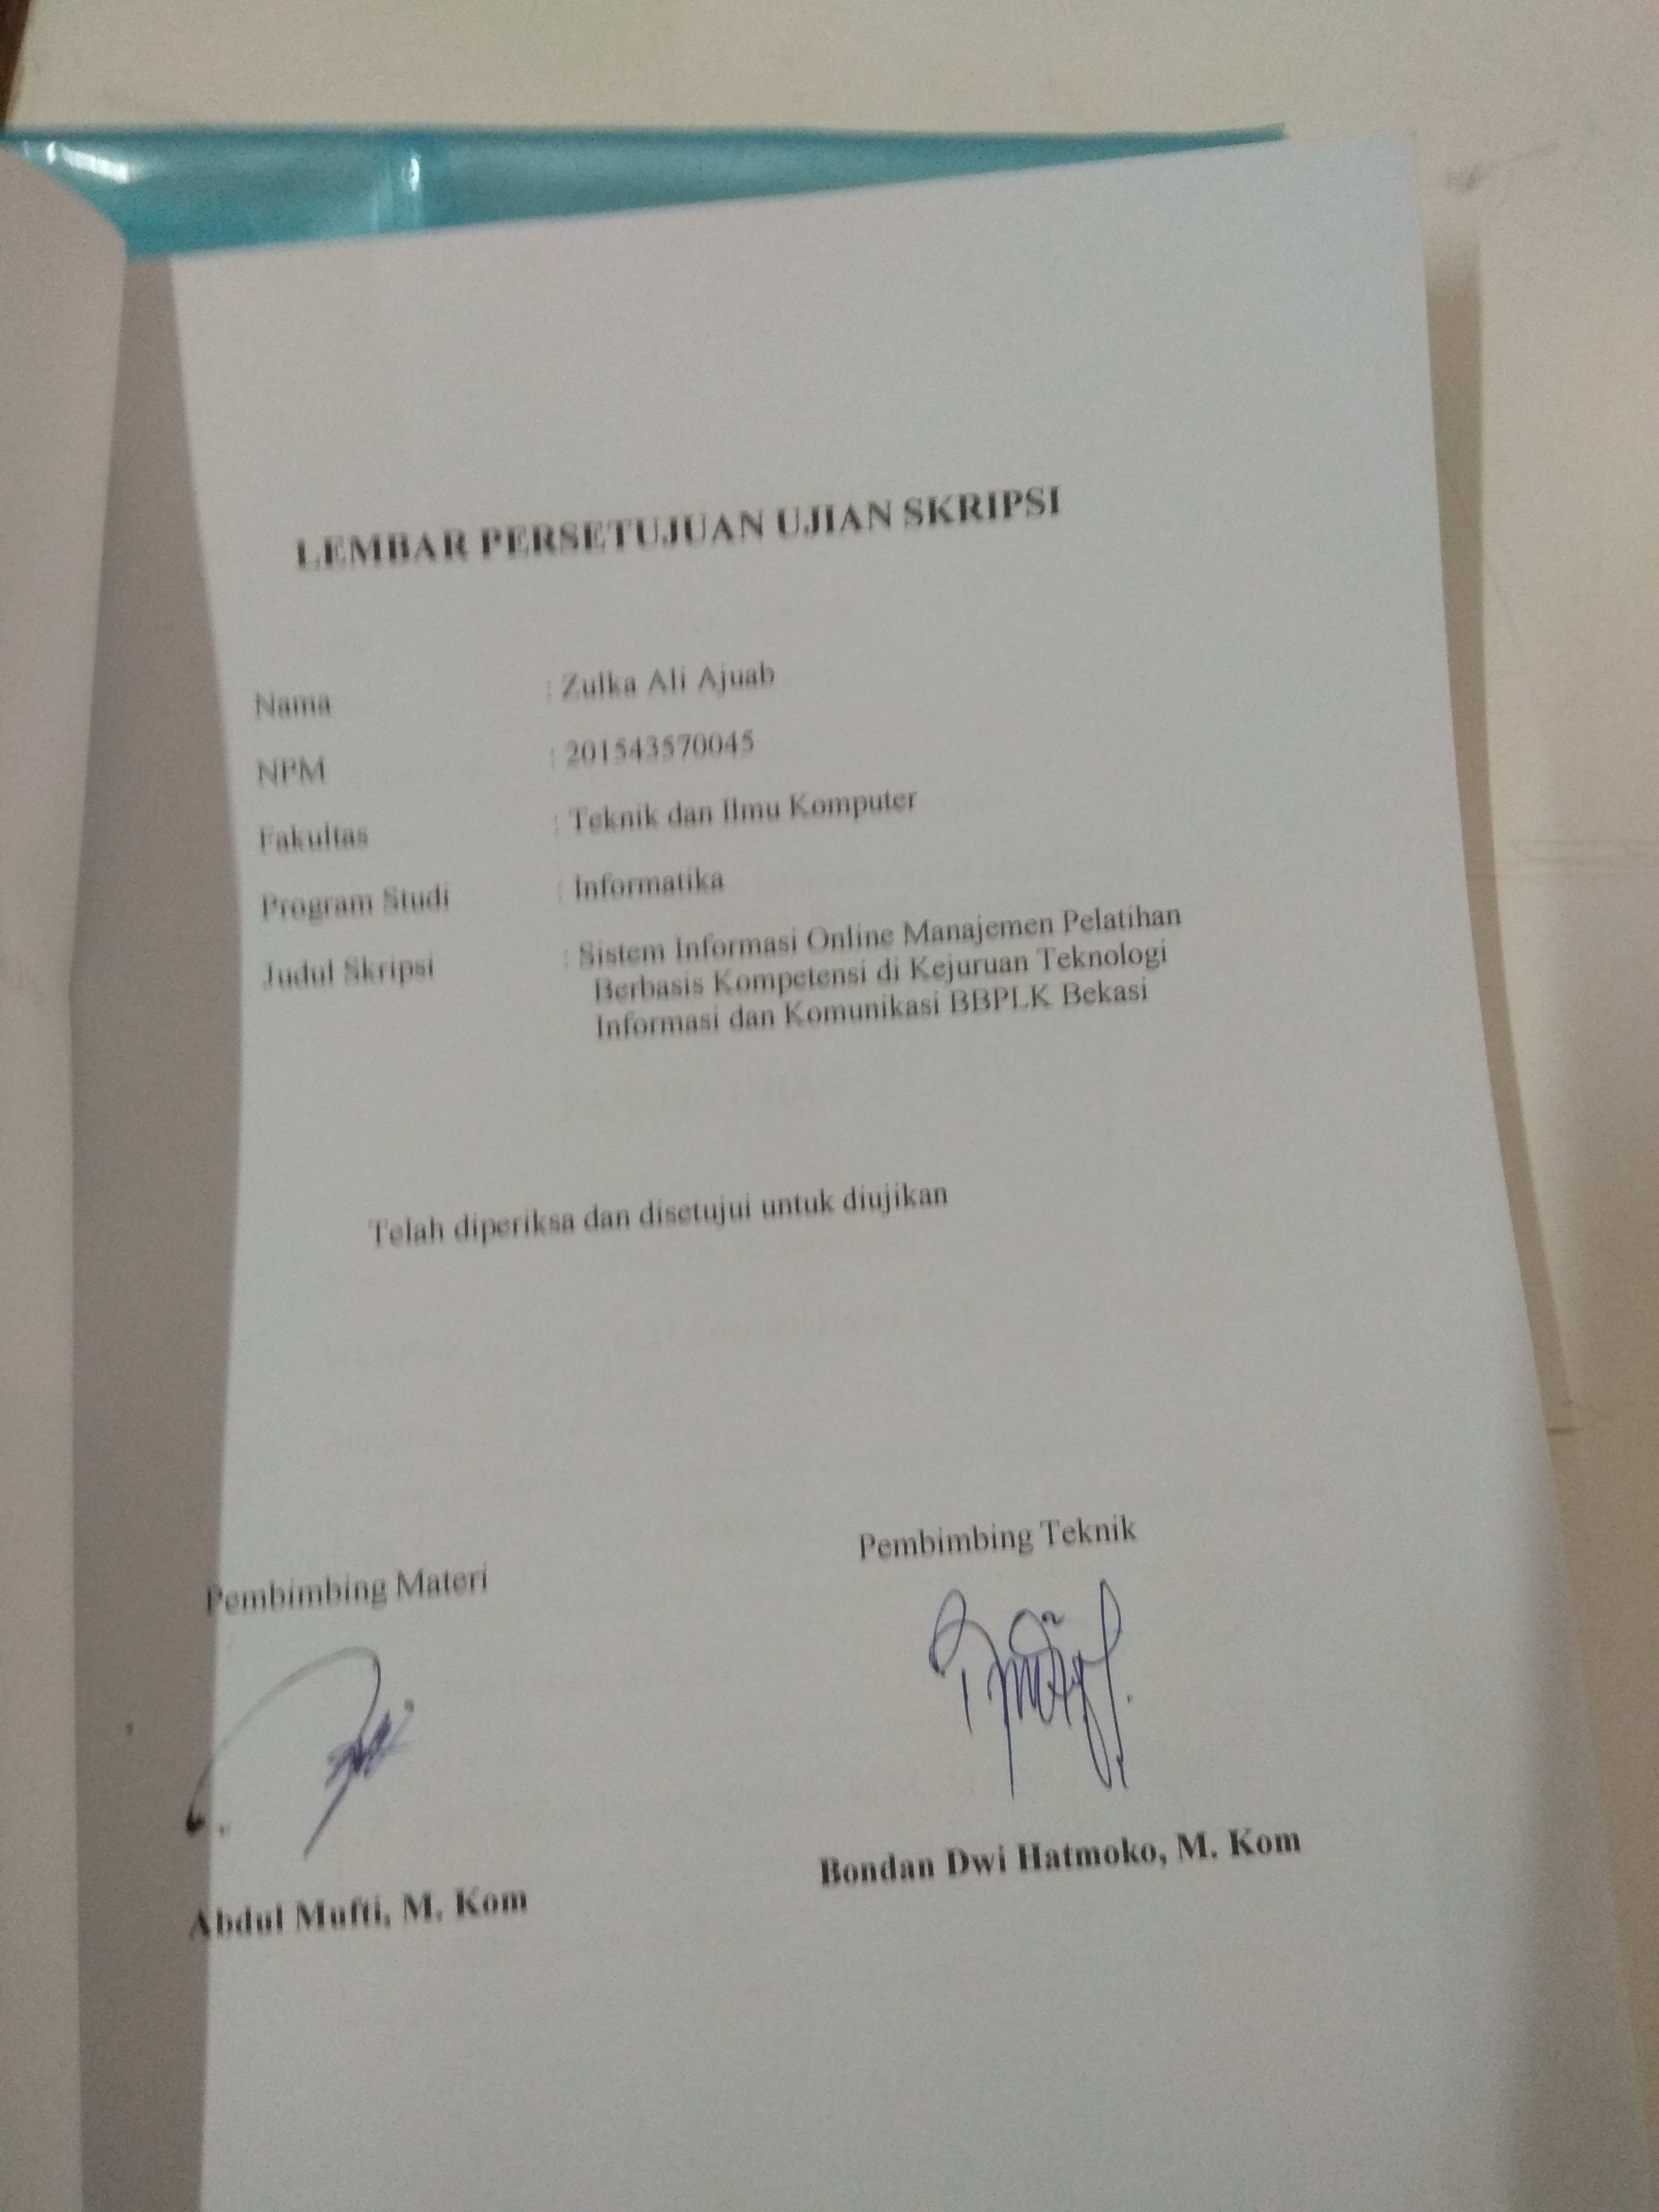 LEMBAR PERSETUJUAN UJIAN SKRIPSI
Nama : Zulka Ali Ajuab
NPM : 201543570045
Fakultas : Teknik dan Ilmu Komputer
Program Studi : Informatika
Judul Skripsi : Sistem Informasi Online Manajemen Pelatihan
Berbasis Kompetensi di Kejuruan Teknologi
Informasi dan Komunikasi BBPLK Bekasi
Telah diperiksa dan disetujui untuk diujikan
Pembimbing Materi
Pembimbing Teknik
Abdul Mufti, M. Kom
Bondan Dwi Hatmoko, M. Kom